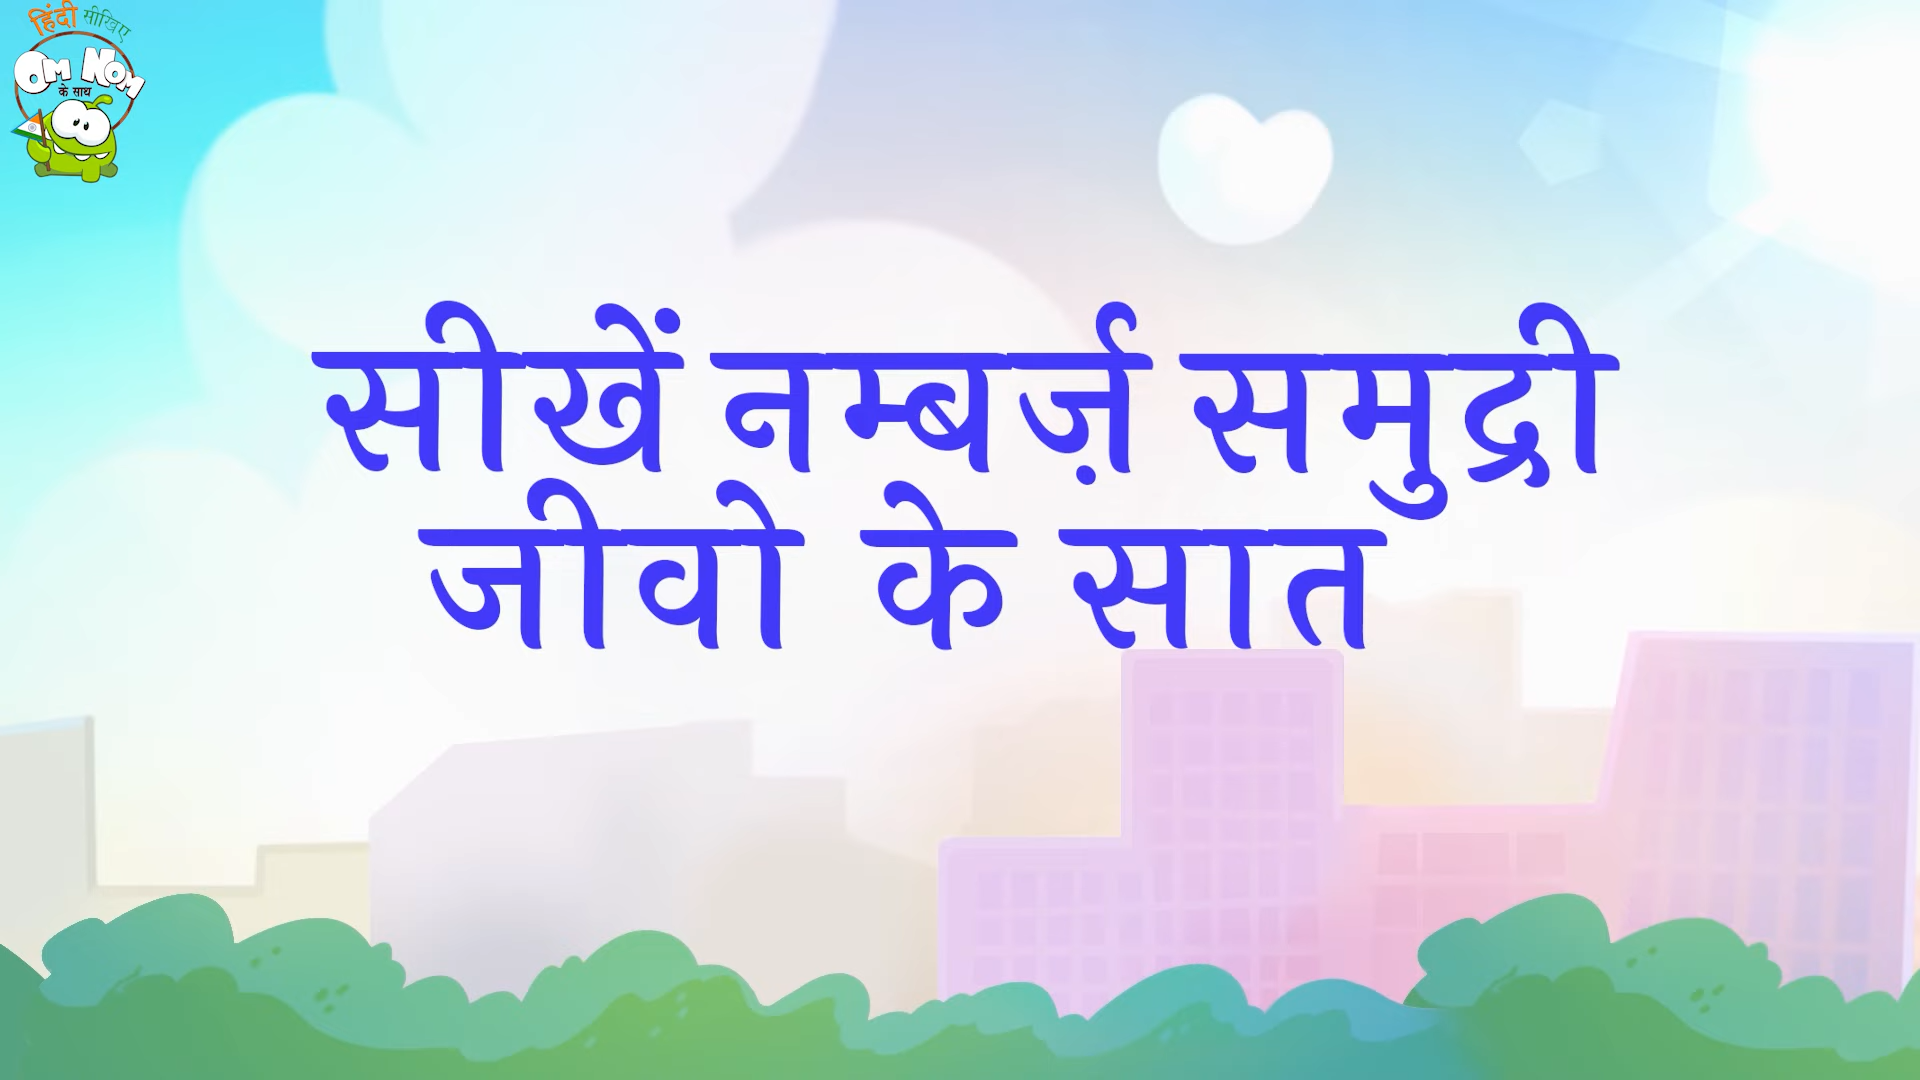 हिंदी सीखिए
OM NOM
के साथ
सीखें नम्बर्ज़ समुद्री
जीवो के सात